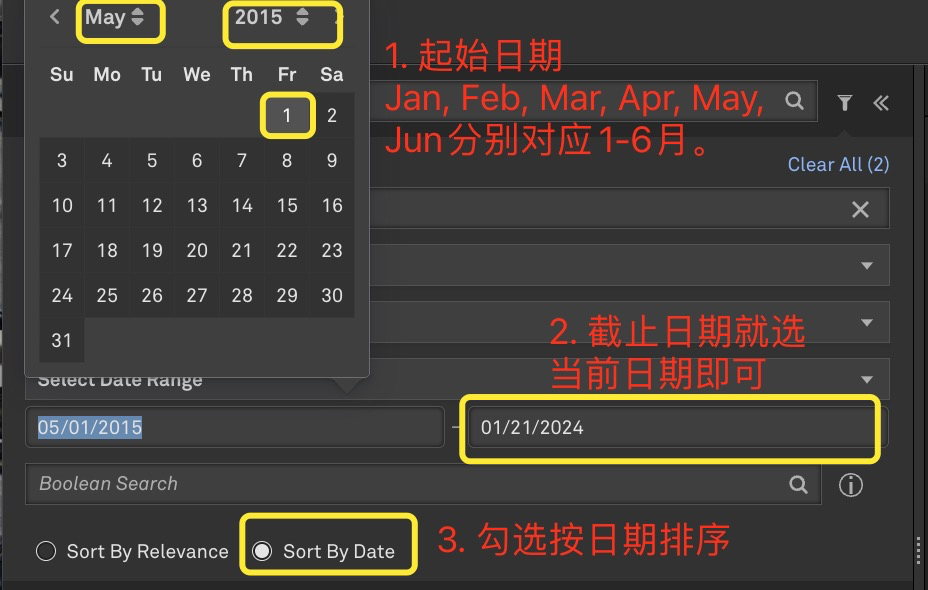 May 2015
Su Mo Tu We Th Fr Sa
1 2
3 4 5 6 7 8 9
10 11 12 13 14 15 16
17 18 19 20 21 22 23
24 25 26 27 28 29 30
31
1. 起始日期
Jan, Feb, Mar, Apr, May,
Jun分别对应1-6月。
Clear All (2)
2. 截止日期就选
当前日期即可
Select Date Range
05/01/2015 – 01/21/2024
Boolean Search
Sort By Relevance Sort By Date
3. 勾选按日期排序